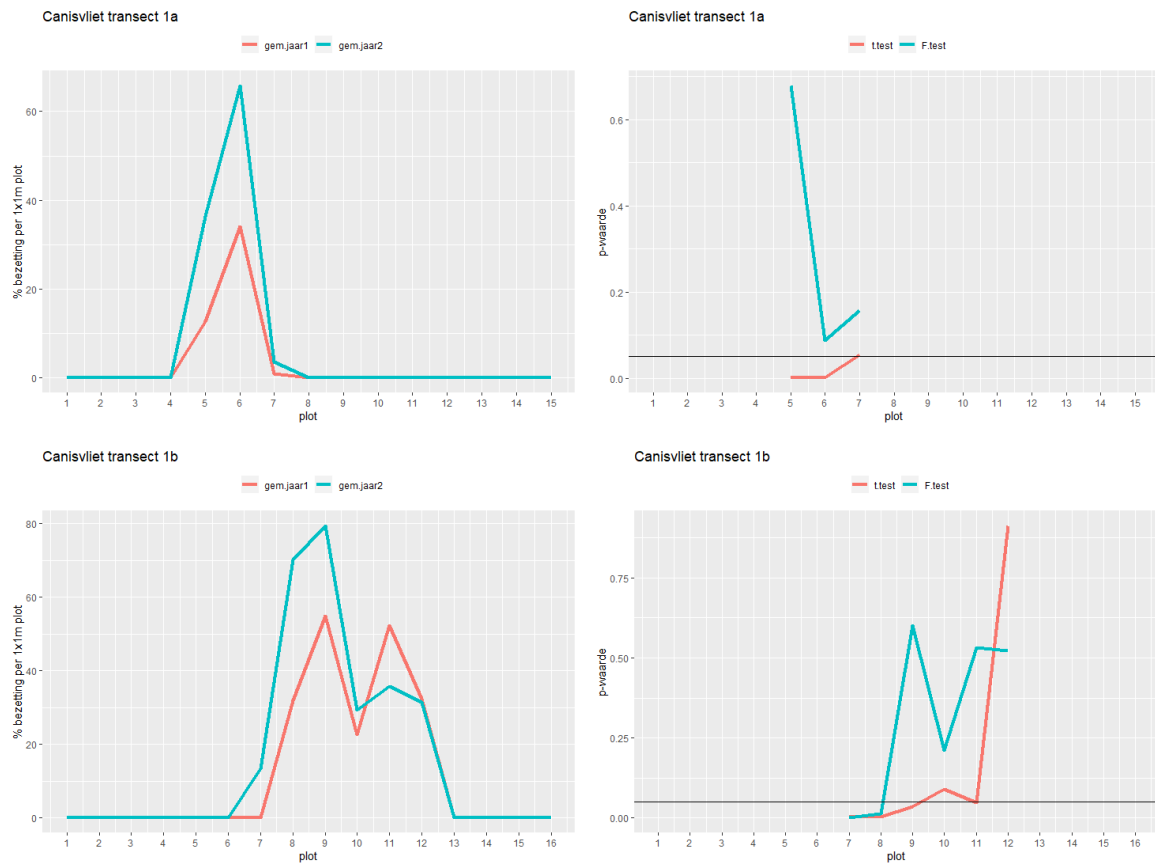 Canisvliet transect 1a
gem.jaar1 gem.jaar2
% bezetting per 1x1m plot
60
40
20
0
1 2 3 4 5 6 7 8 9 10 11 12 13 14 15
plot
Canisvliet transect 1a
t.test F.test
p-waarde
0.6
0.4
0.2
0.0
1 2 3 4 5 6 7 8 9 10 11 12 13 14 15
plot
Canisvliet transect 1b
gem.jaar1 gem.jaar2
% bezetting per 1x1m plot
80
60
40
20
0
1 2 3 4 5 6 7 8 9 10 11 12 13 14 15 16
plot
Canisvliet transect 1b
t.test F.test
p-waarde
0.75
0.50
0.25
0.00
1 2 3 4 5 6 7 8 9 10 11 12 13 14 15 16
plot